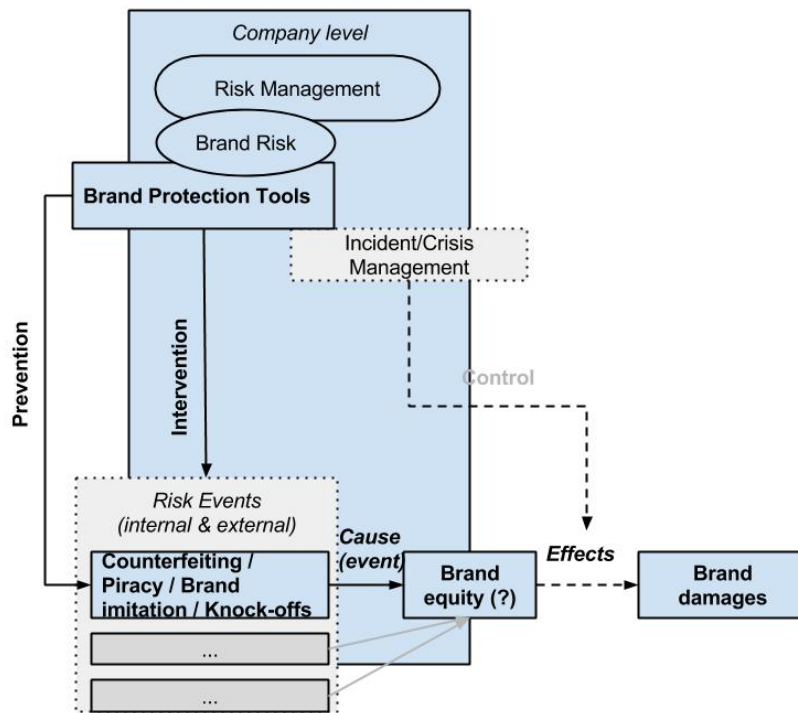 Company level
Risk Management
Brand Risk
Brand Protection Tools
Incident/Crisis
Management
Prevention
Intervention
Control
Risk Events
(internal & external)
Cause
(event)
Effects
Counterfeiting /
Piracy / Brand
imitation / Knock-offs
Brand
equity (?)
Brand
damages
...
...